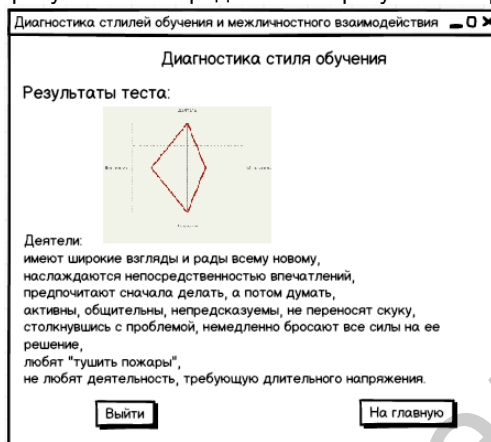 Диагностика стлилей обучения и межличностного взаимодействия
Диагностика стиля обучения
Результаты теста:
Деятели:
имеют широкие взгляды и рады всему новому,
наслаждаются непосредственностью впечатлений,
предпочитают сначала делать, а потом думать,
активны, общительны, непредсказуемы, не переносят скуку,
столкнувшись с проблемой, немедленно бросают все силы на ее
решение,
любят "тушить пожары",
не любят деятельность, требующую длительного напряжения.
Выйти
На главную